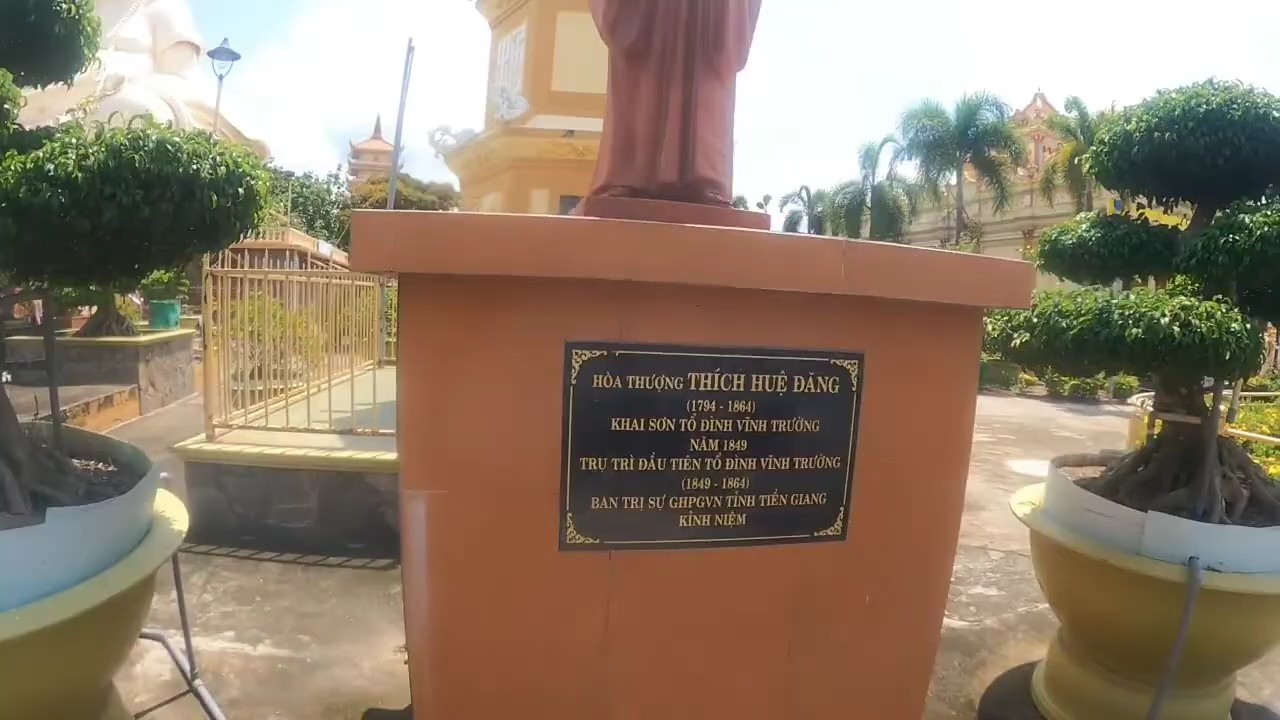 HÒA THƯỢNG THÍCH HUỆ ĐĂNG
(1794 - 1864)
KHAI SƠN TỔ ĐÌNH VĨNH TRƯỜNG
NĂM 1849
TRỤ TRÌ ĐẦU TIÊN TỔ ĐÌNH VĨNH TRƯỜNG
(1849 - 1864)
BAN TRỊ SỰ GHPGVN TỈNH TIỀN GIANG
KÍNH NIỆM